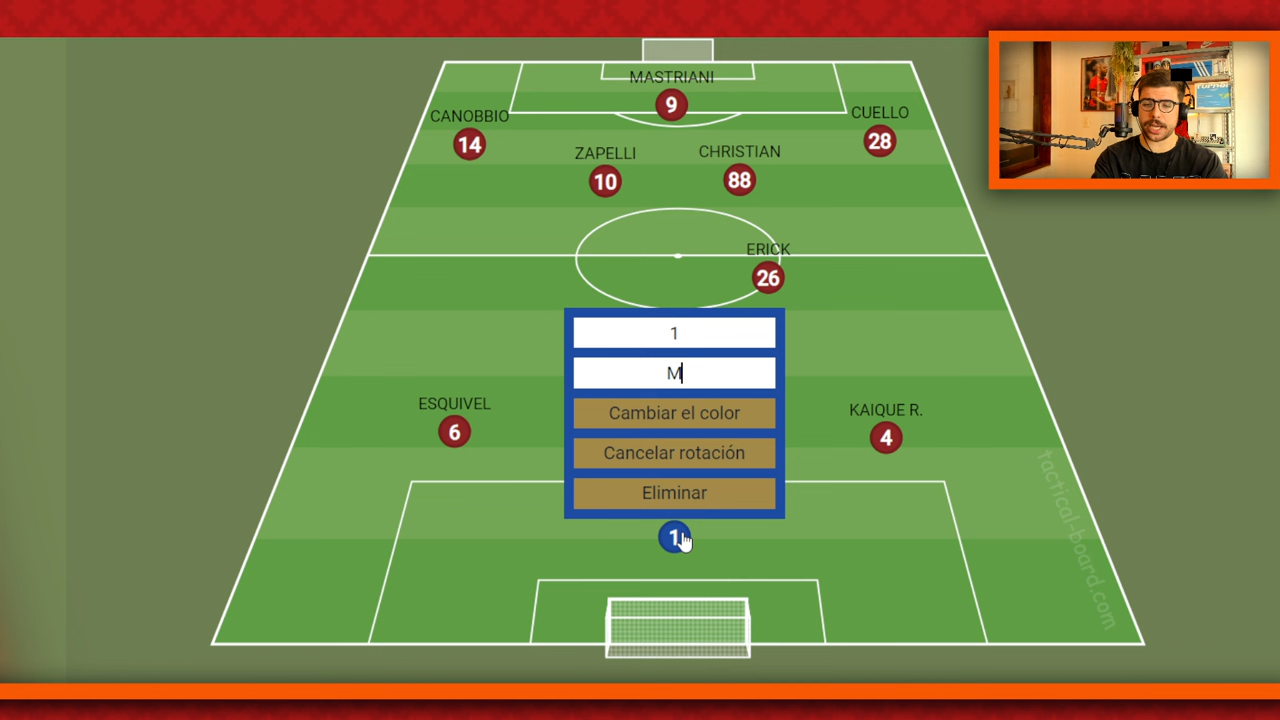 MASTRIANI
9
CANOBBIO
14
CUELLO
28
ZAPELLI
10
CHRISTIAN
88
ERICK
26
1
M
Cambiar el color
Cancelar rotación
Eliminar
ESQUIVEL
6
KAIQUE R.
4
1
tactical-board.com